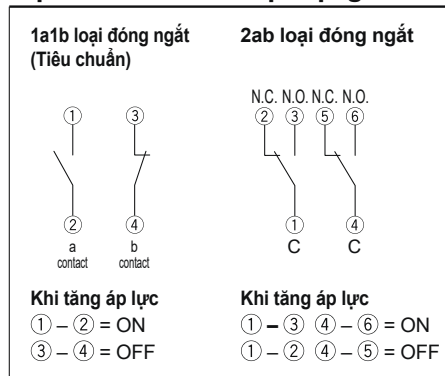 1a1b loại đóng ngắt
(Tiêu chuẩn)
① ③
② ④
a b
contact contact
Khi tăng áp lực
① – ② = ON
③ – ④ = OFF
2ab loại đóng ngắt
N.C. N.O. N.C. N.O.
② ③ ⑤ ⑥
① ④
C C
Khi tăng áp lực
① – ③ ④ – ⑥ = ON
① – ② ④ – ⑤ = OFF